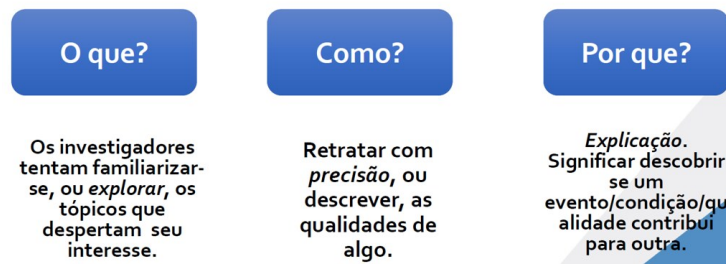 O que?
Os investigadores
tentam familiarizar-
se, ou explorar, os
tópicos que
despertam seu
interesse.
Como?
Retratar com
precisão, ou
descrever, as
qualidades de
algo.
Por que?
Explicação.
Significar descobrir
se um
evento/condição/qu
alidade contribui
para outra.